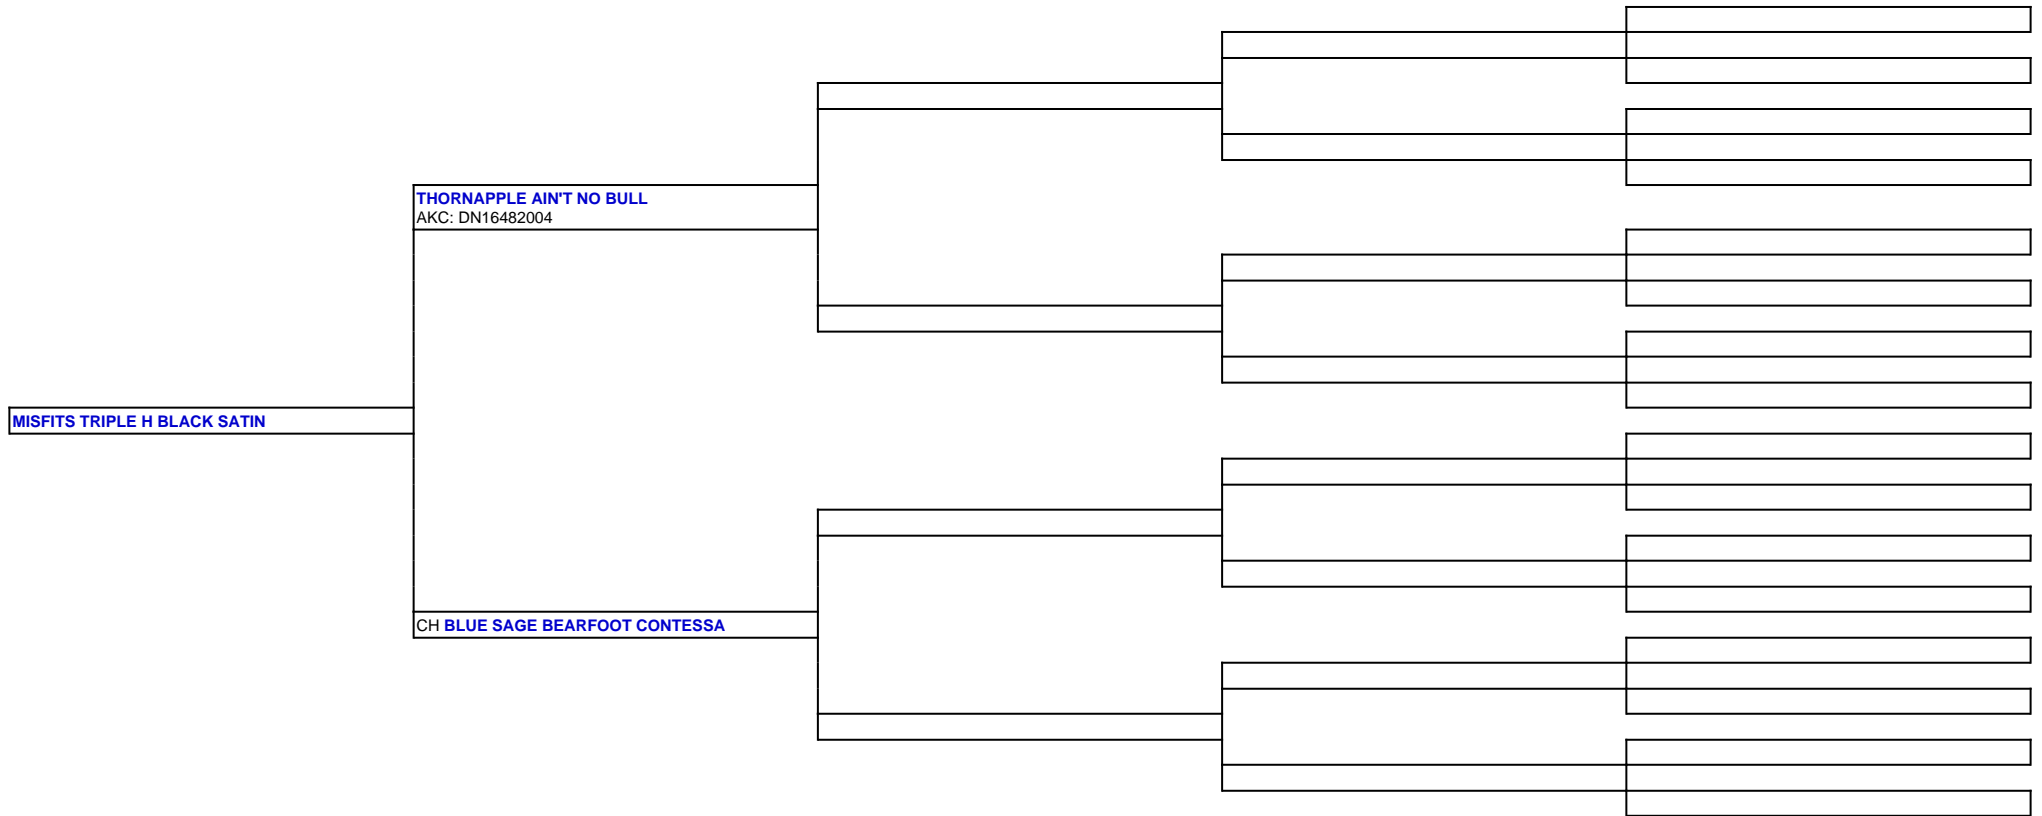 THORNAPPLE AIN'T NO BULL
AKC: DN16482004
MISFITS TRIPLE H BLACK SATIN
CH BLUE SAGE BEARFOOT CONTESSA